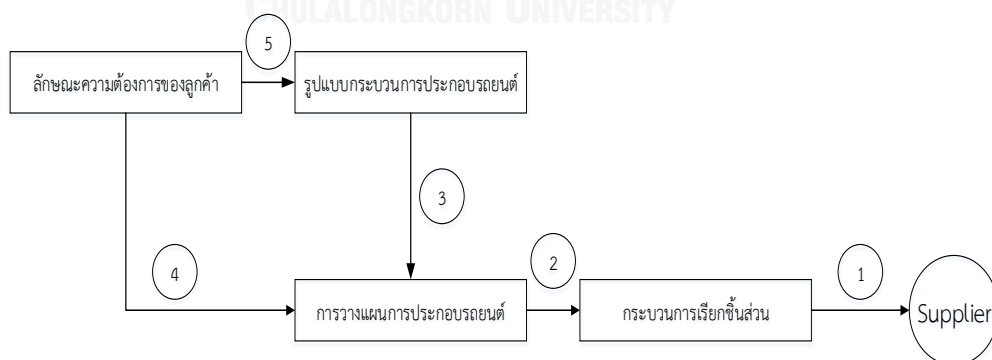 CHULALONGKORN UNIVERSITY
5
ลักษณะความต้องการของลูกค้า
รูปแบบกระบวนการประกอบรถยนต์
3
4
2
1
การวางแผนการประกอบรถยนต์
กระบวนการเรียกชิ้นส่วน
Supplier